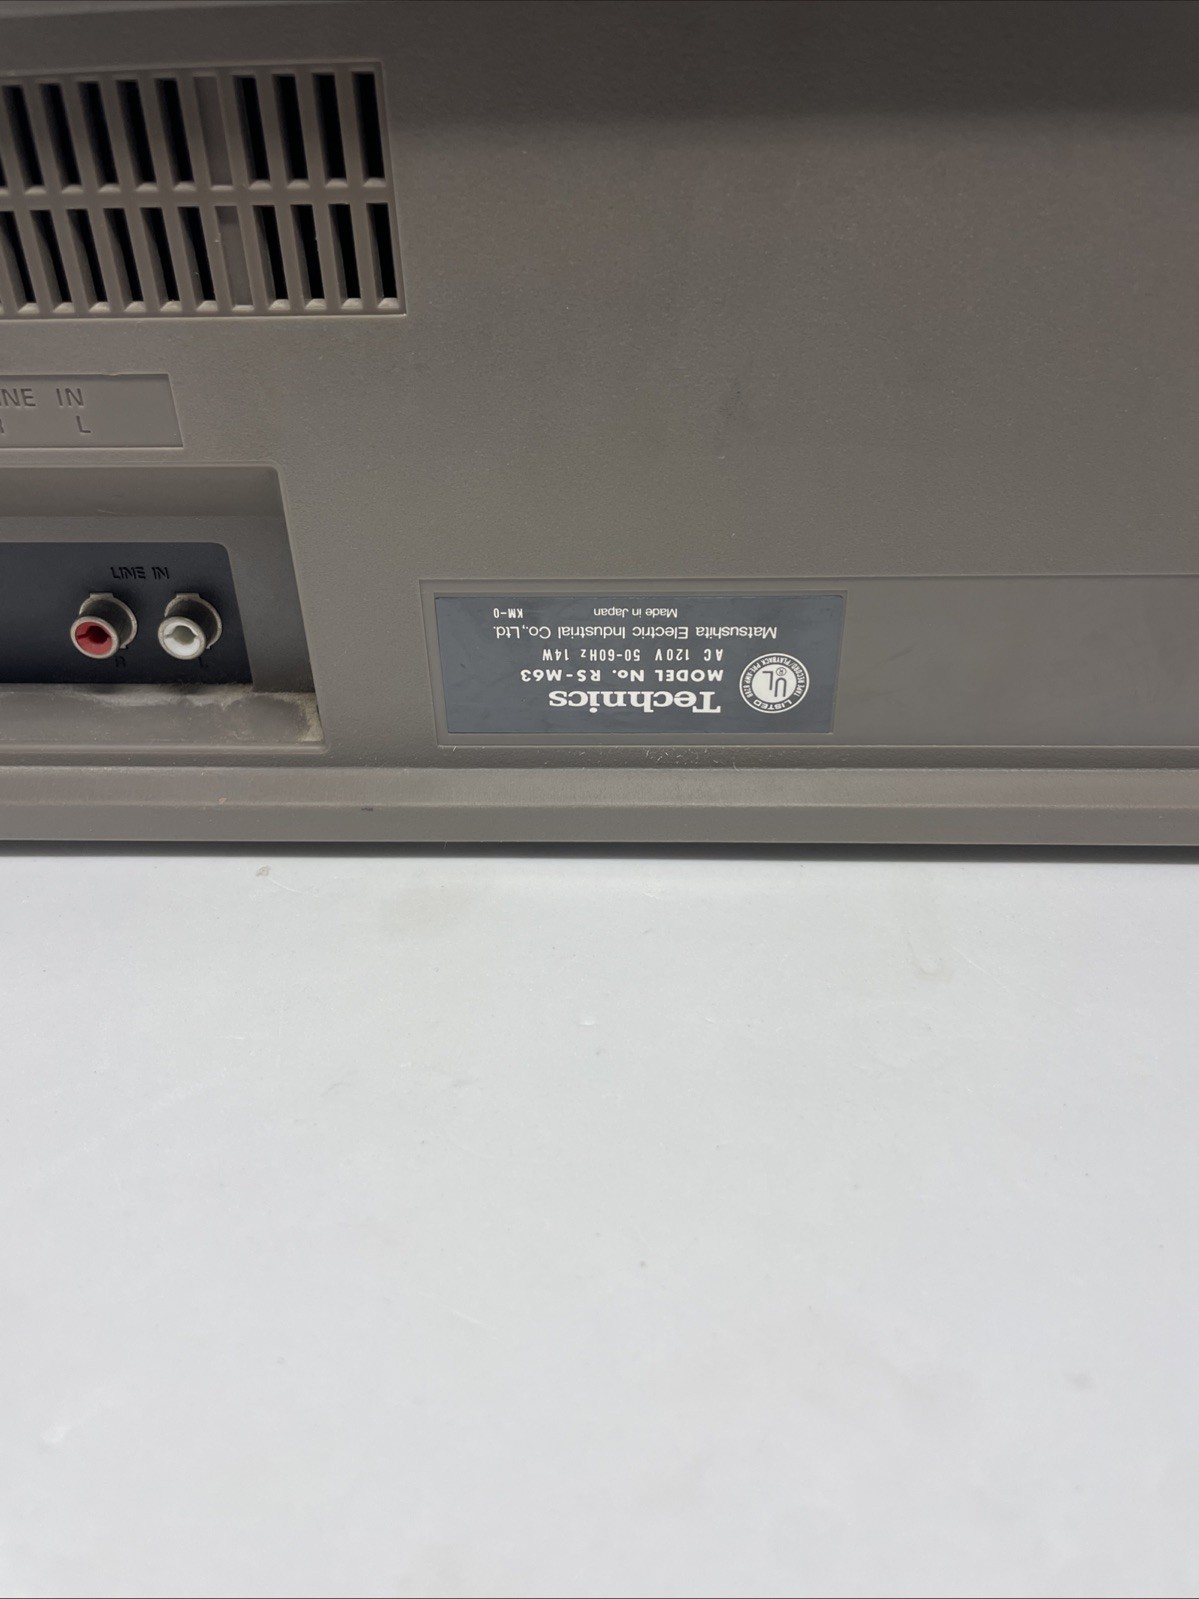 LINE IN
L
LINE IN
L
Technics
MODEL No. RS-M63
AC 120V 50-60Hz 14W
Matsushita Electric Industrial Co., Ltd.
Made in Japan
KM-0
UL
LISTED